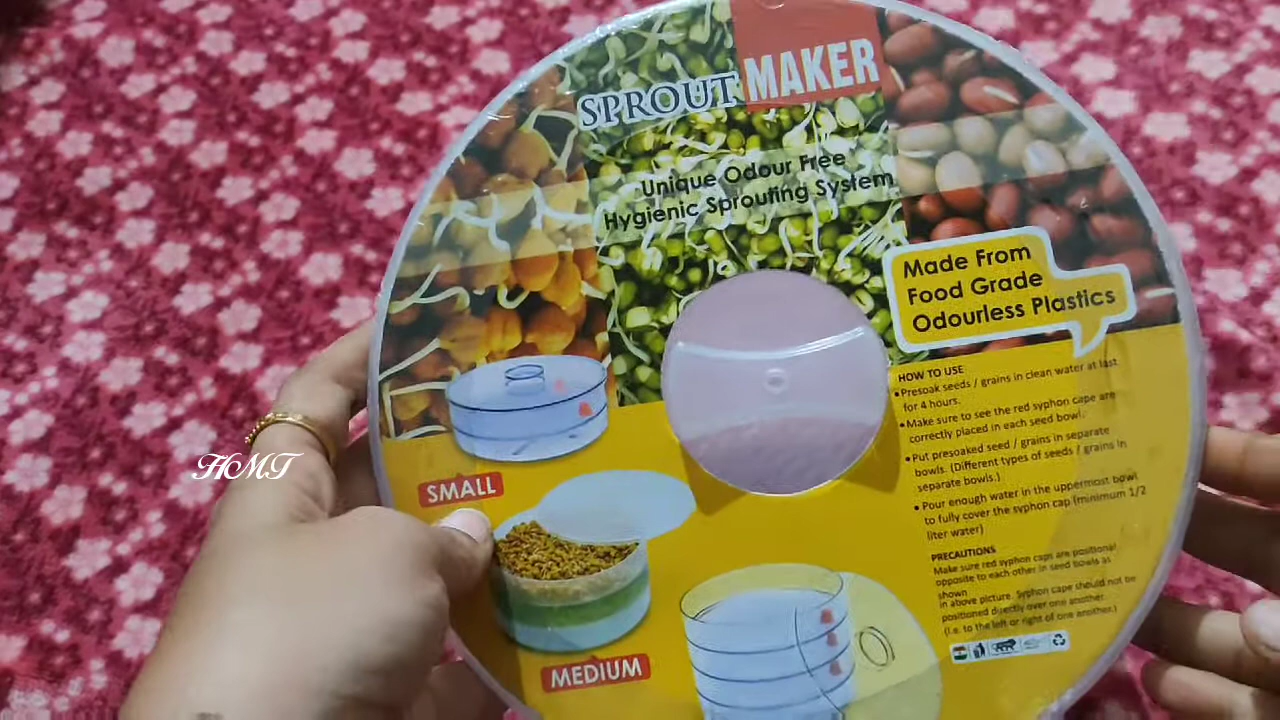 SPROUT MAKER
Unique Odour Free
Hygienic Sprouting System
Made From
Food Grade
Odourless Plastics
HOW TO USE
•Presoak seeds / grains in clean water at last
for 4 hours.
•Make sure to see the red syphon cape are
correctly placed in each seed bowl.
•Put presoaked seed / grains in separate
bowls. (Different types of seeds / grains in
separate bowls.)
•Pour enough water in the uppermost bowl
to fully cover the syphon cap (minimum 1/2
liter water)
PRECAUTIONS
Make sure red syphon caps are positional
opposite to each other in seed bowls as
shown
in above picture. Syphon cape should not be
positioned directly over one another.
(i.e. to the left or right of one another.)
HMJ
SMALL
MEDIUM